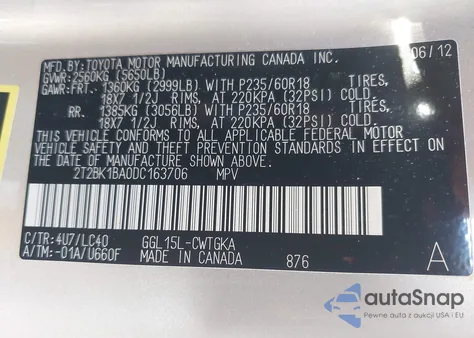 MFD BY: TOYOTA MOTOR MANUFACTURING CANADA INC. 06/12
GVWR: 2560KG (5650LB)
GAWR: FRT. 1360KG (2999LB) WITH P235/60R18 TIRES,
18X7 1/2J RIMS, AT 220KPA (32PSI) COLD.
RR. 1385KG (3056LB) WITH P235/60R18 TIRES,
18X7 1/2J RIMS, AT 220KPA (32PSI) COLD.
THIS VEHICLE CONFORMS TO ALL APPLICABLE FEDERAL MOTOR
VEHICLE SAFETY AND THEFT PREVENTION STANDARDS IN EFFECT
ON THE DATE OF MANUFACTURE SHOWN ABOVE.
2T2BK1BA0DC163706 MPV
C/TR: 4U7/LC40 GGL15L-CWTGKA
A/TM: -01A/U660F MADE IN CANADA 876 A
autoSnap
Pewne auta z aukcji USA i EU